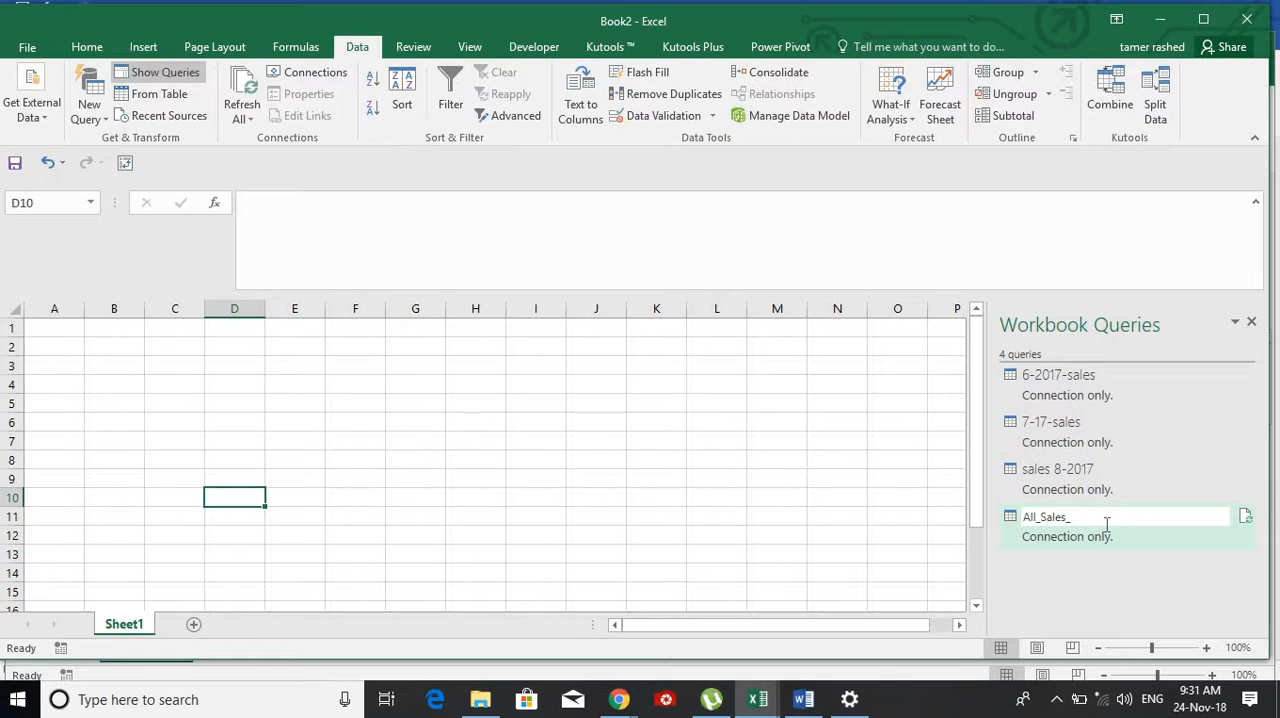 Book2 - Excel
File Home Insert Page Layout Formulas Data Review View Developer Kutools ™ Kutools Plus Power Pivot Tell me what you want to do... tamer rashed Share
Get External Data
New Query
Show Queries
From Table
Recent Sources
Get & Transform
Refresh All
Connections
Properties
Edit Links
Connections
Sort
Filter
Clear
Reapply
Advanced
Sort & Filter
Text to Columns
Flash Fill
Remove Duplicates
Data Validation
Consolidate
Relationships
Manage Data Model
Data Tools
What-If Analysis
Forecast Sheet
Forecast
Group
Ungroup
Subtotal
Outline
Combine
Split Data
Kutools
D10
fx
A B C D E F G H I J K L M N O P
1
2
3
4
5
6
7
8
9
10
11
12
13
14
15
16
Workbook Queries
4 queries
6-2017-sales
Connection only.
7-17-sales
Connection only.
sales 8-2017
Connection only.
All_Sales_
Connection only.
Sheet1
Ready
100%
Ready
100%
Type here to search
ENG
9:31 AM
24-Nov-18